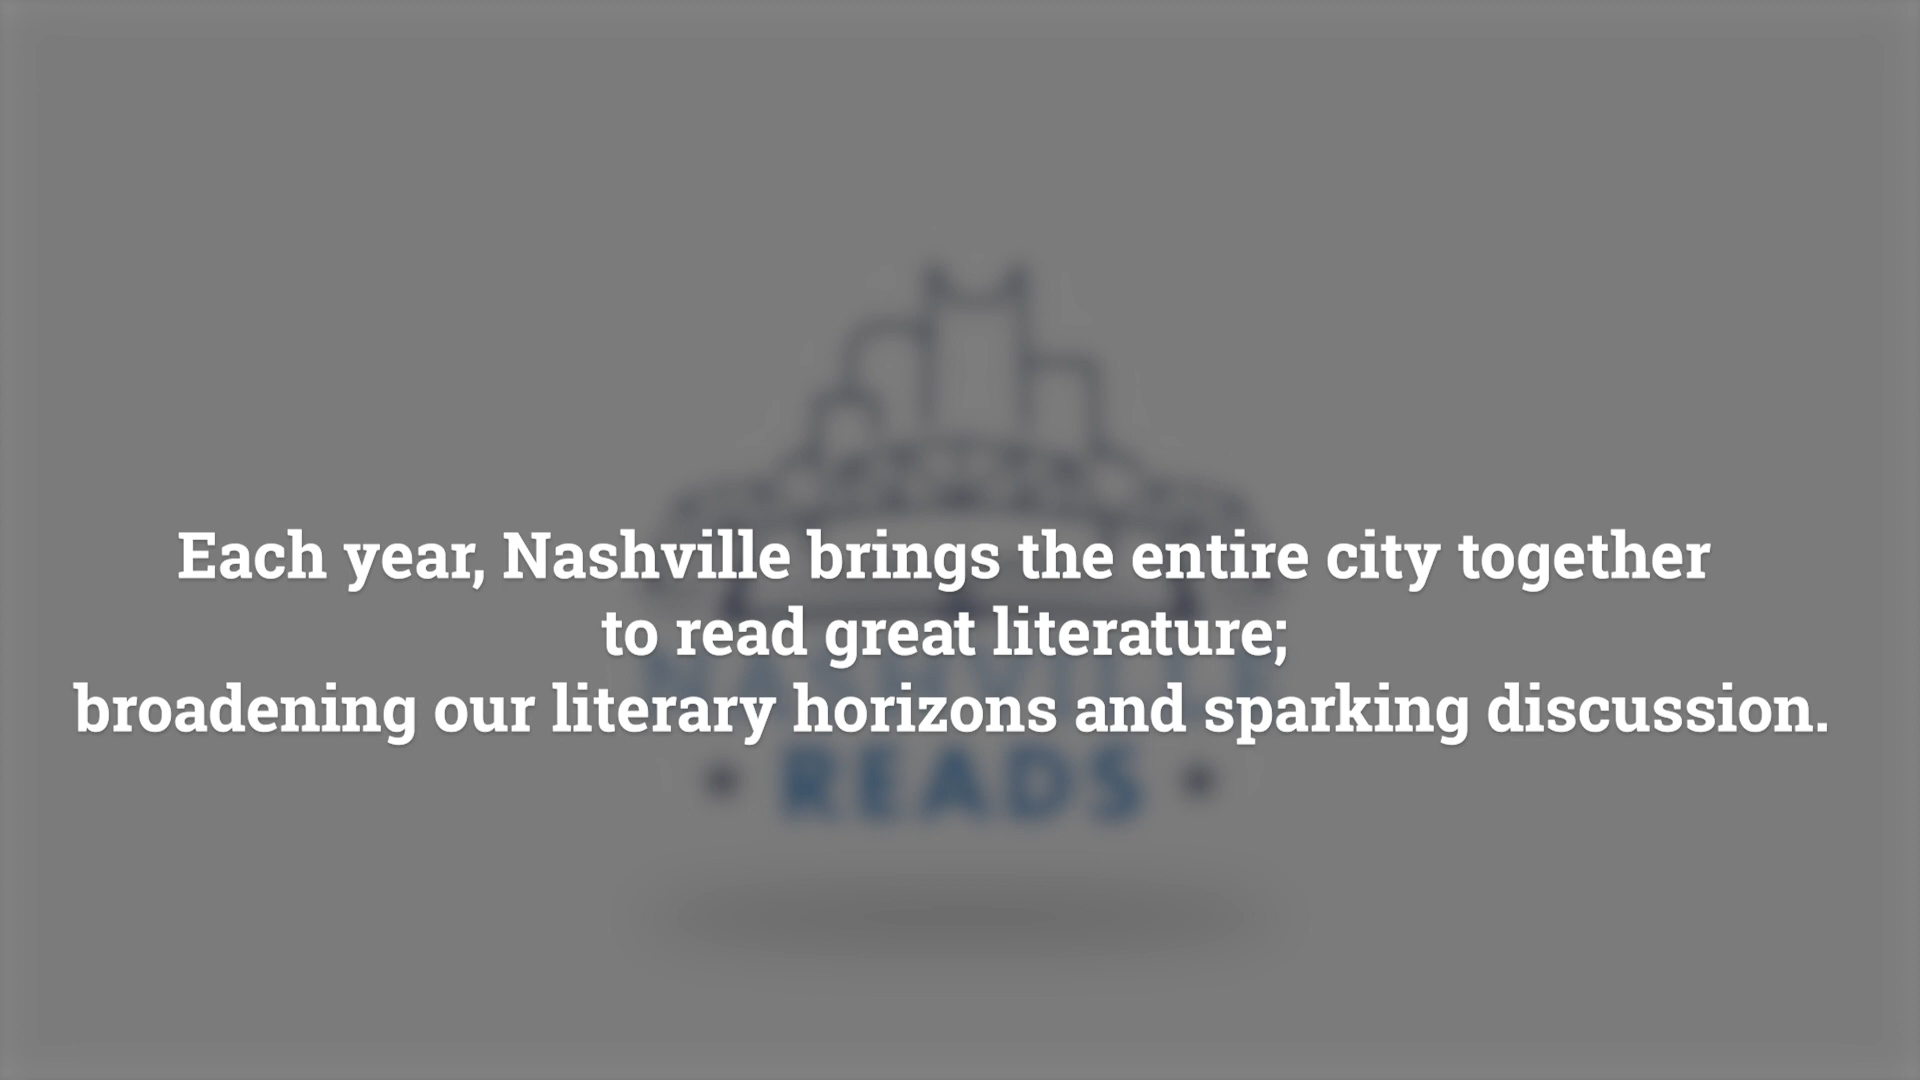 Each year, Nashville brings the entire city together
to read great literature;
broadening our literary horizons and sparking discussion.
NASHVILLE
READS